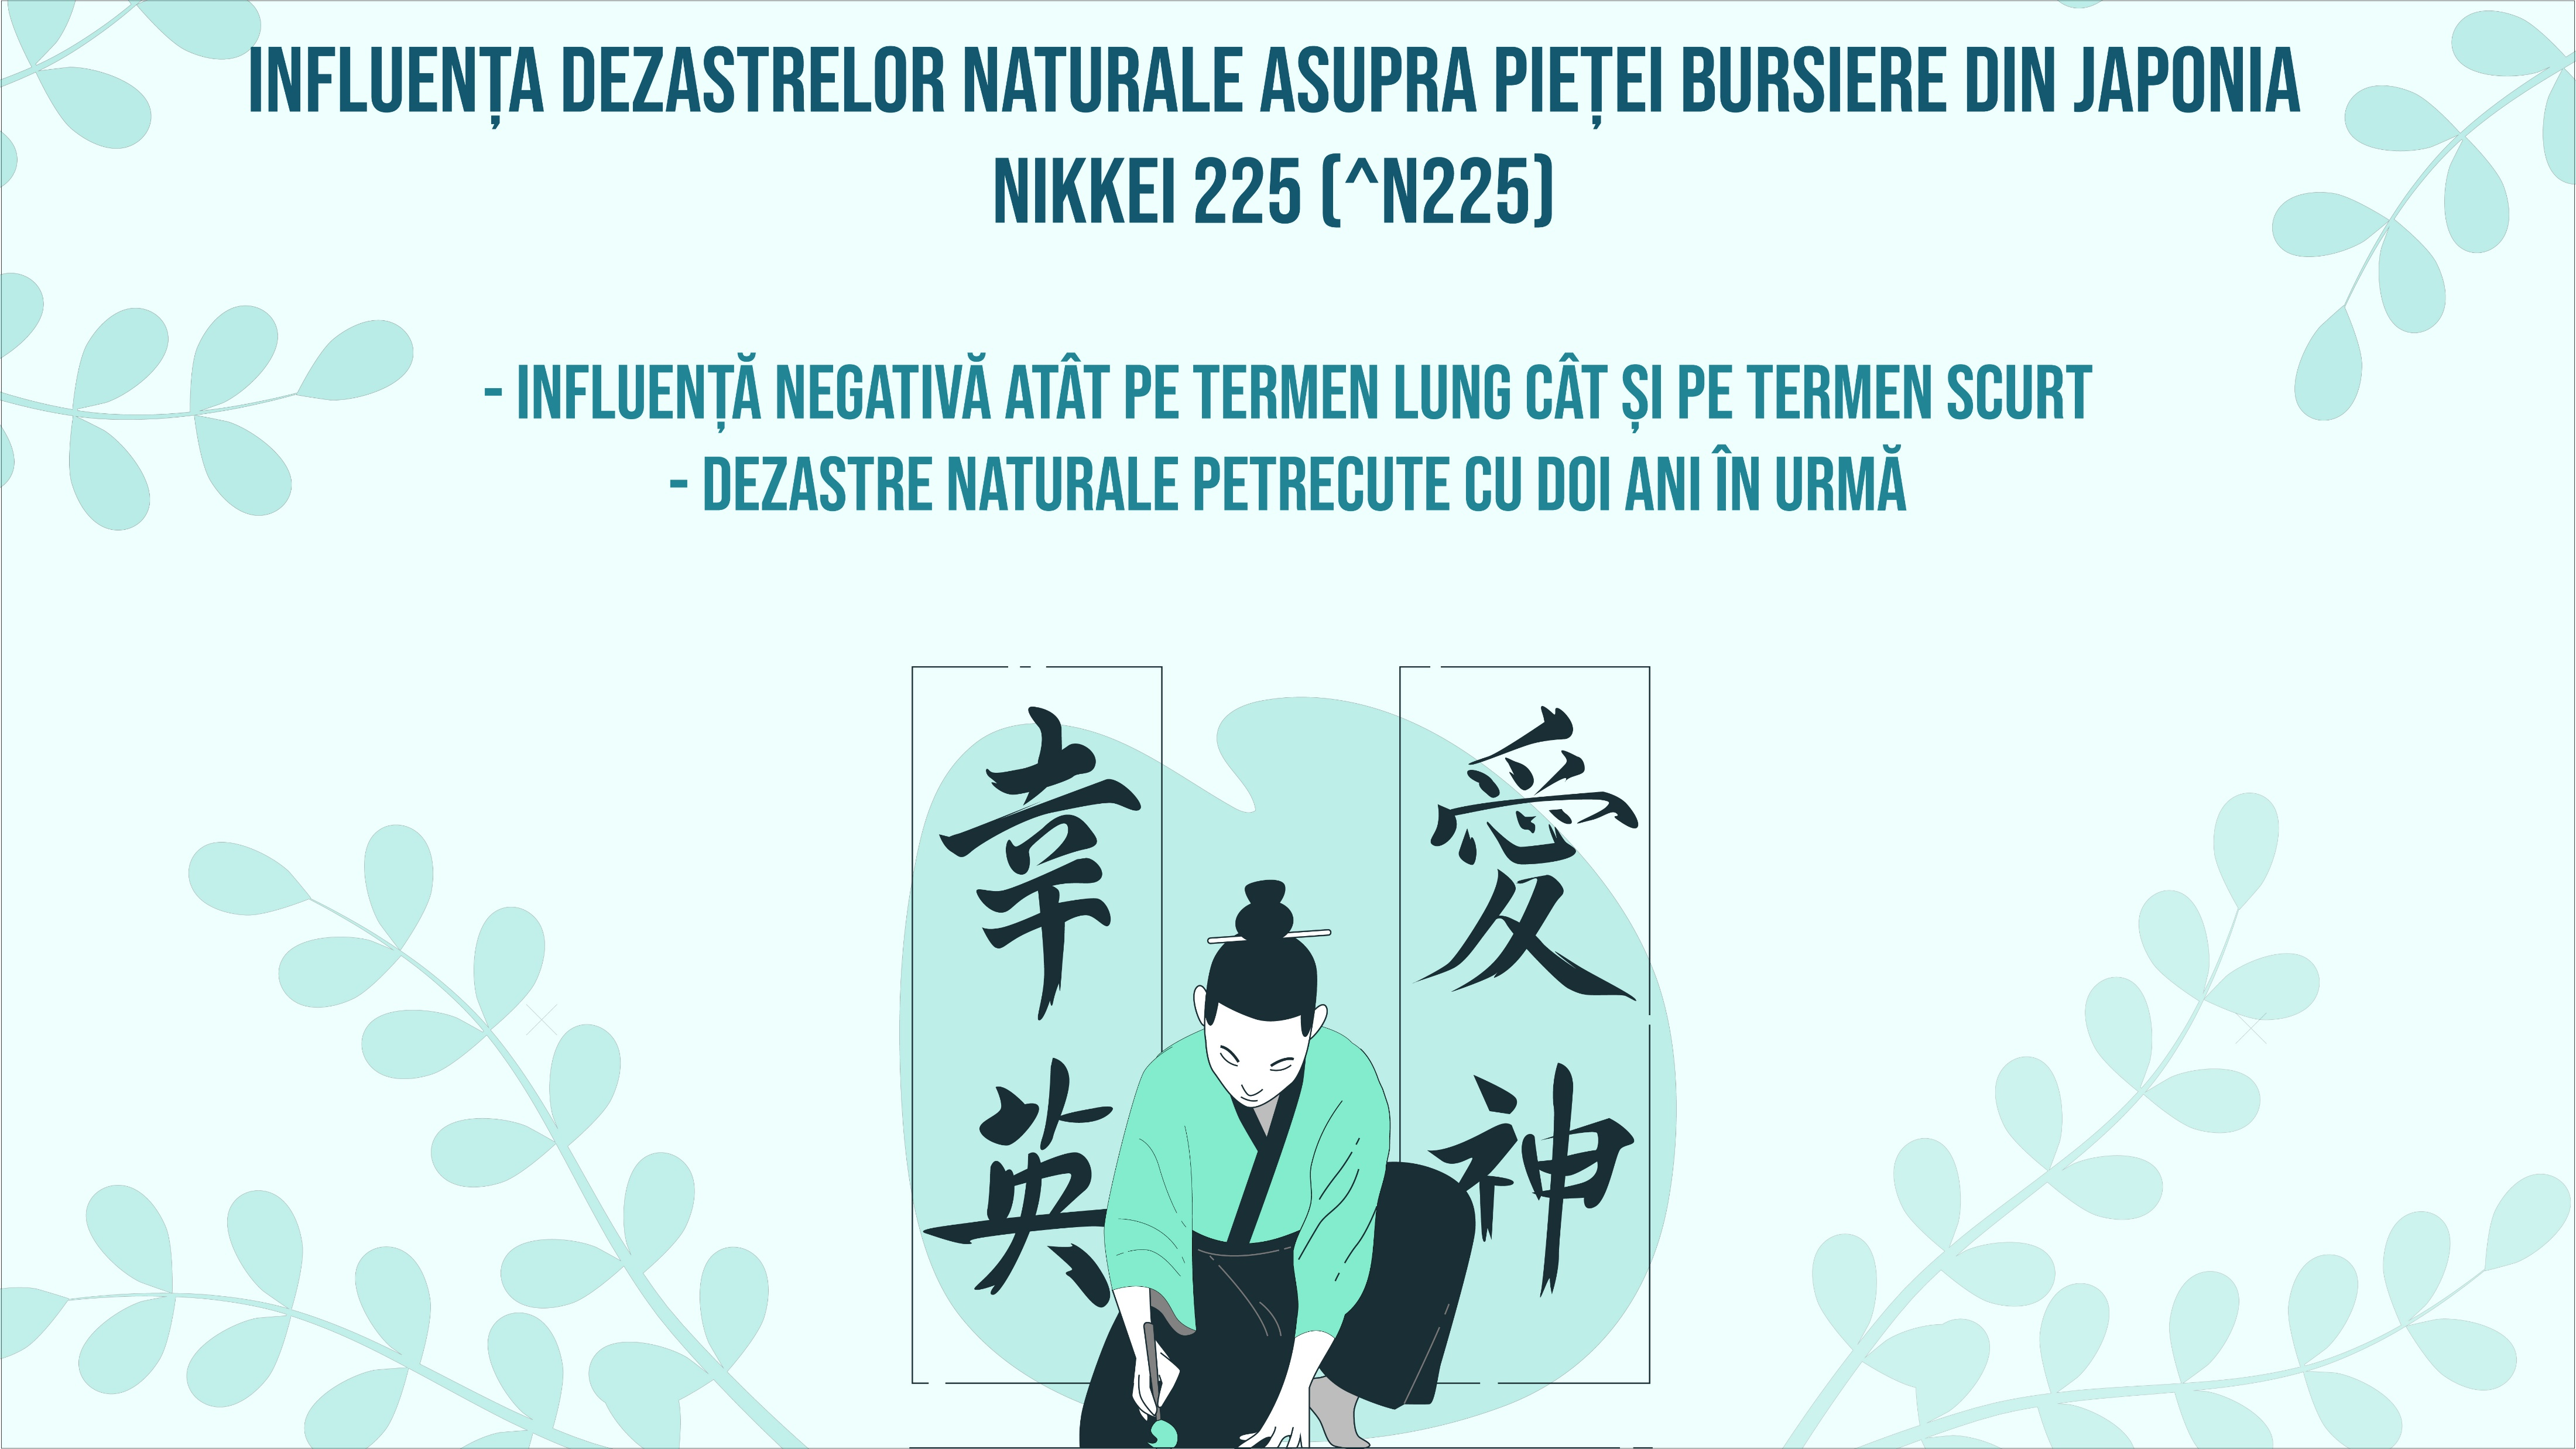 INFLUENȚA DEZASTRELOR NATURALE ASUPRA PIEȚEI BURSIERE DIN JAPONIA
NIKKEI 225 (^N225)
- INFLUENȚĂ NEGATIVĂ ATÂT PE TERMEN LUNG CÂT ȘI PE TERMEN SCURT
- DEZASTRE NATURALE PETRECUTE CU DOI ANI ÎN URMĂ
愛神
幸英